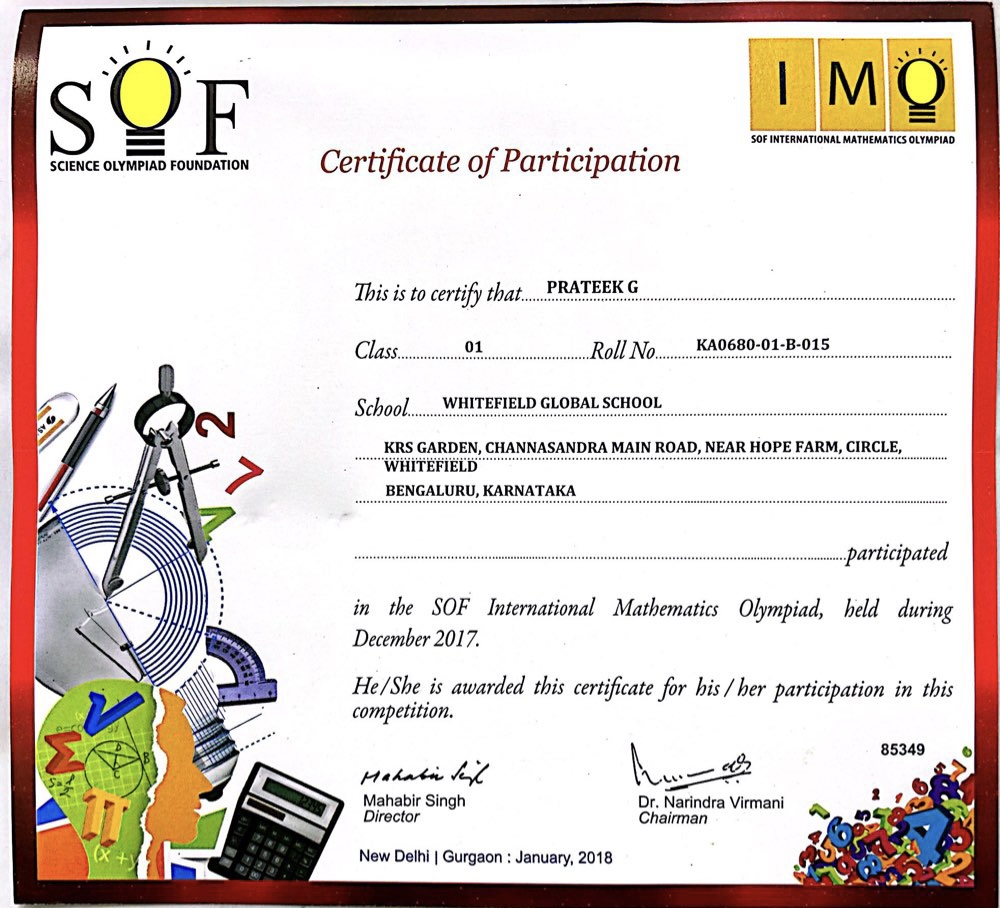 SOF
SCIENCE OLYMPIAD FOUNDATION
IMO
SOF INTERNATIONAL MATHEMATICS OLYMPIAD
Certificate of Participation
This is to certify that PRATEEK G
Class 01 Roll No KA0680-01-B-015
School WHITEFIELD GLOBAL SCHOOL
KRS GARDEN, CHANNASANDRA MAIN ROAD, NEAR HOPE FARM, CIRCLE,
WHITEFIELD
BENGALURU, KARNATAKA
participated
in the SOF International Mathematics Olympiad, held during
December 2017.
He/She is awarded this certificate for his / her participation in this
competition.
85349
Mahabir Singh
Mahabir Singh
Director
Dr. Narindra Virmani
Chairman
New Delhi | Gurgaon : January, 2018